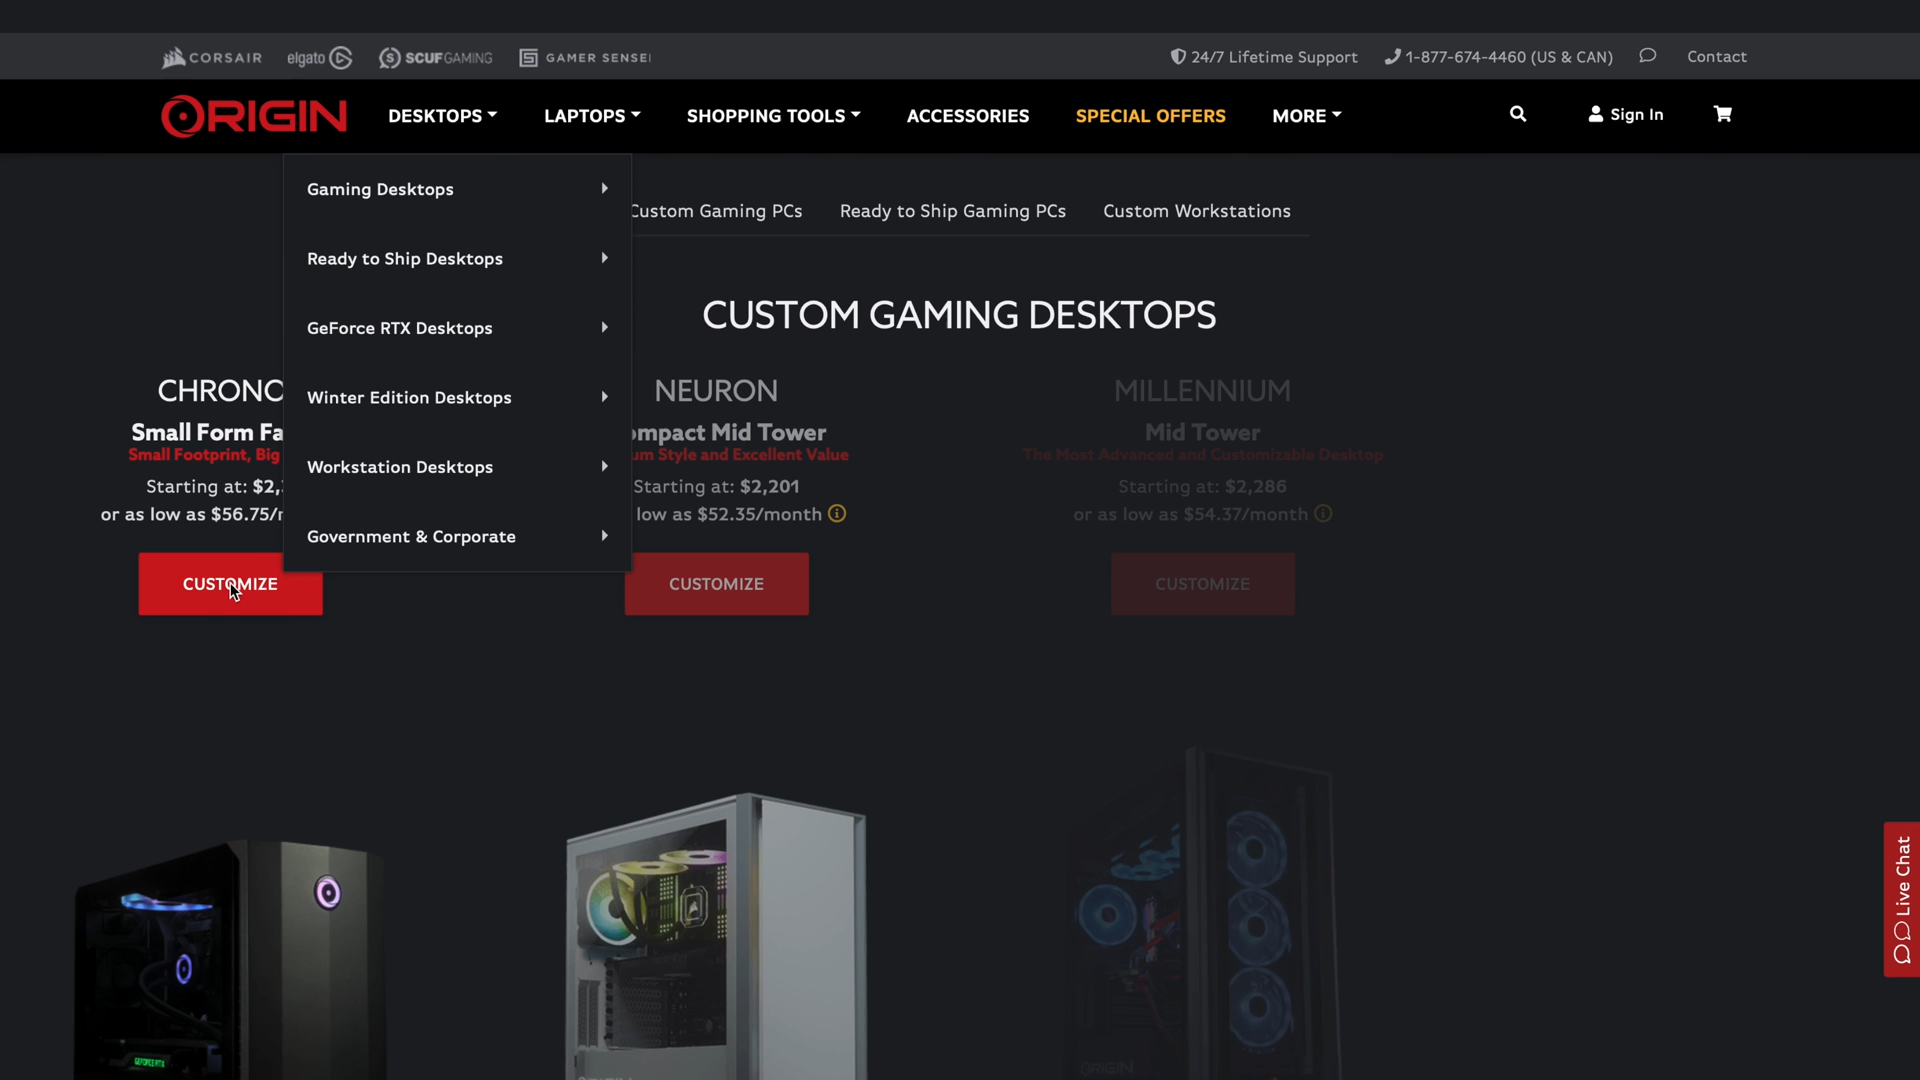 CORSAIR elgato SCUFGAMING GAMER SENSEI 24/7 Lifetime Support 1-877-674-4460 (US & CAN) Contact
ORIGIN DESKTOPS LAPTOPS SHOPPING TOOLS ACCESSORIES SPECIAL OFFERS MORE Sign In
Gaming Desktops
Ready to Ship Desktops
GeForce RTX Desktops
Winter Edition Desktops
Workstation Desktops
Government & Corporate
Custom Gaming PCs Ready to Ship Gaming PCs Custom Workstations
CUSTOM GAMING DESKTOPS
CHRONO
Small Form Fa
Small Footprint, Big
Starting at: $2,
or as low as $56.75/
CUSTOMIZE
NEURON
ompact Mid Tower
um Style and Excellent Value
Starting at: $2,201
low as $52.35/month
CUSTOMIZE
MILLENNIUM
Mid Tower
The Most Advanced and Customizable Desktop
Starting at: $2,286
or as low as $54.37/month
CUSTOMIZE
GEFORCE RTX
ORIGIN
Live Chat